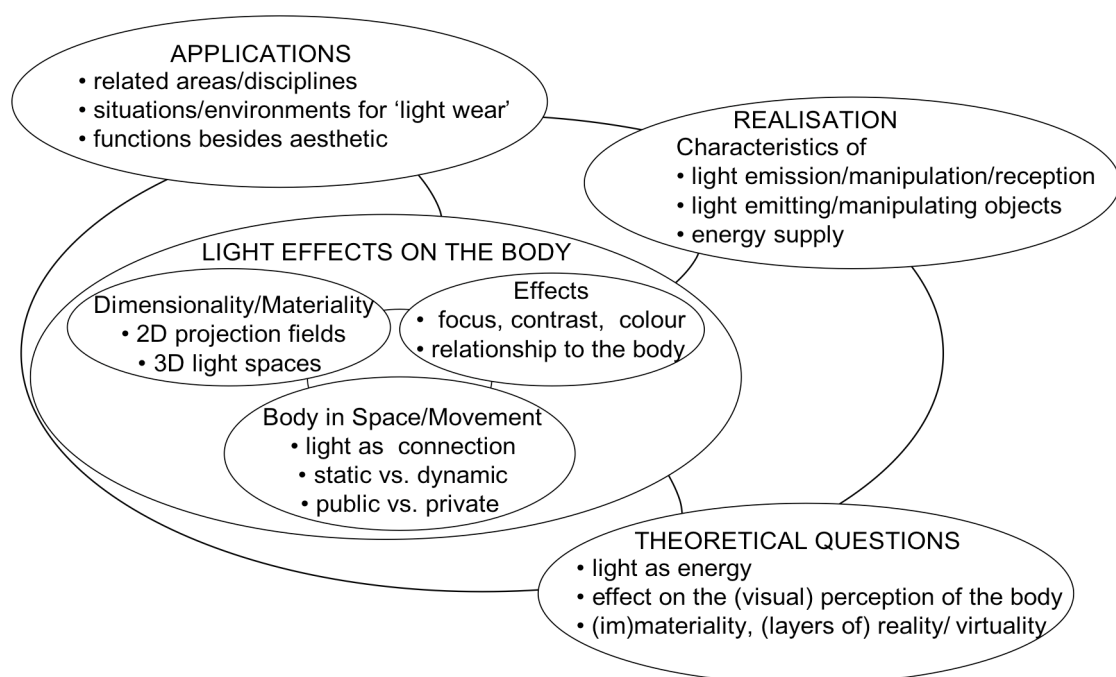 APPLICATIONS
• related areas/disciplines
• situations/environments for ‘light wear’
• functions besides aesthetic
REALISATION
Characteristics of
• light emission/manipulation/reception
• light emitting/manipulating objects
• energy supply
LIGHT EFFECTS ON THE BODY
Dimensionality/Materiality
• 2D projection fields
• 3D light spaces
Effects
• focus, contrast, colour
• relationship to the body
Body in Space/Movement
• light as connection
• static vs. dynamic
• public vs. private
THEORETICAL QUESTIONS
• light as energy
• effect on the (visual) perception of the body
• (im)materiality, (layers of) reality/ virtuality